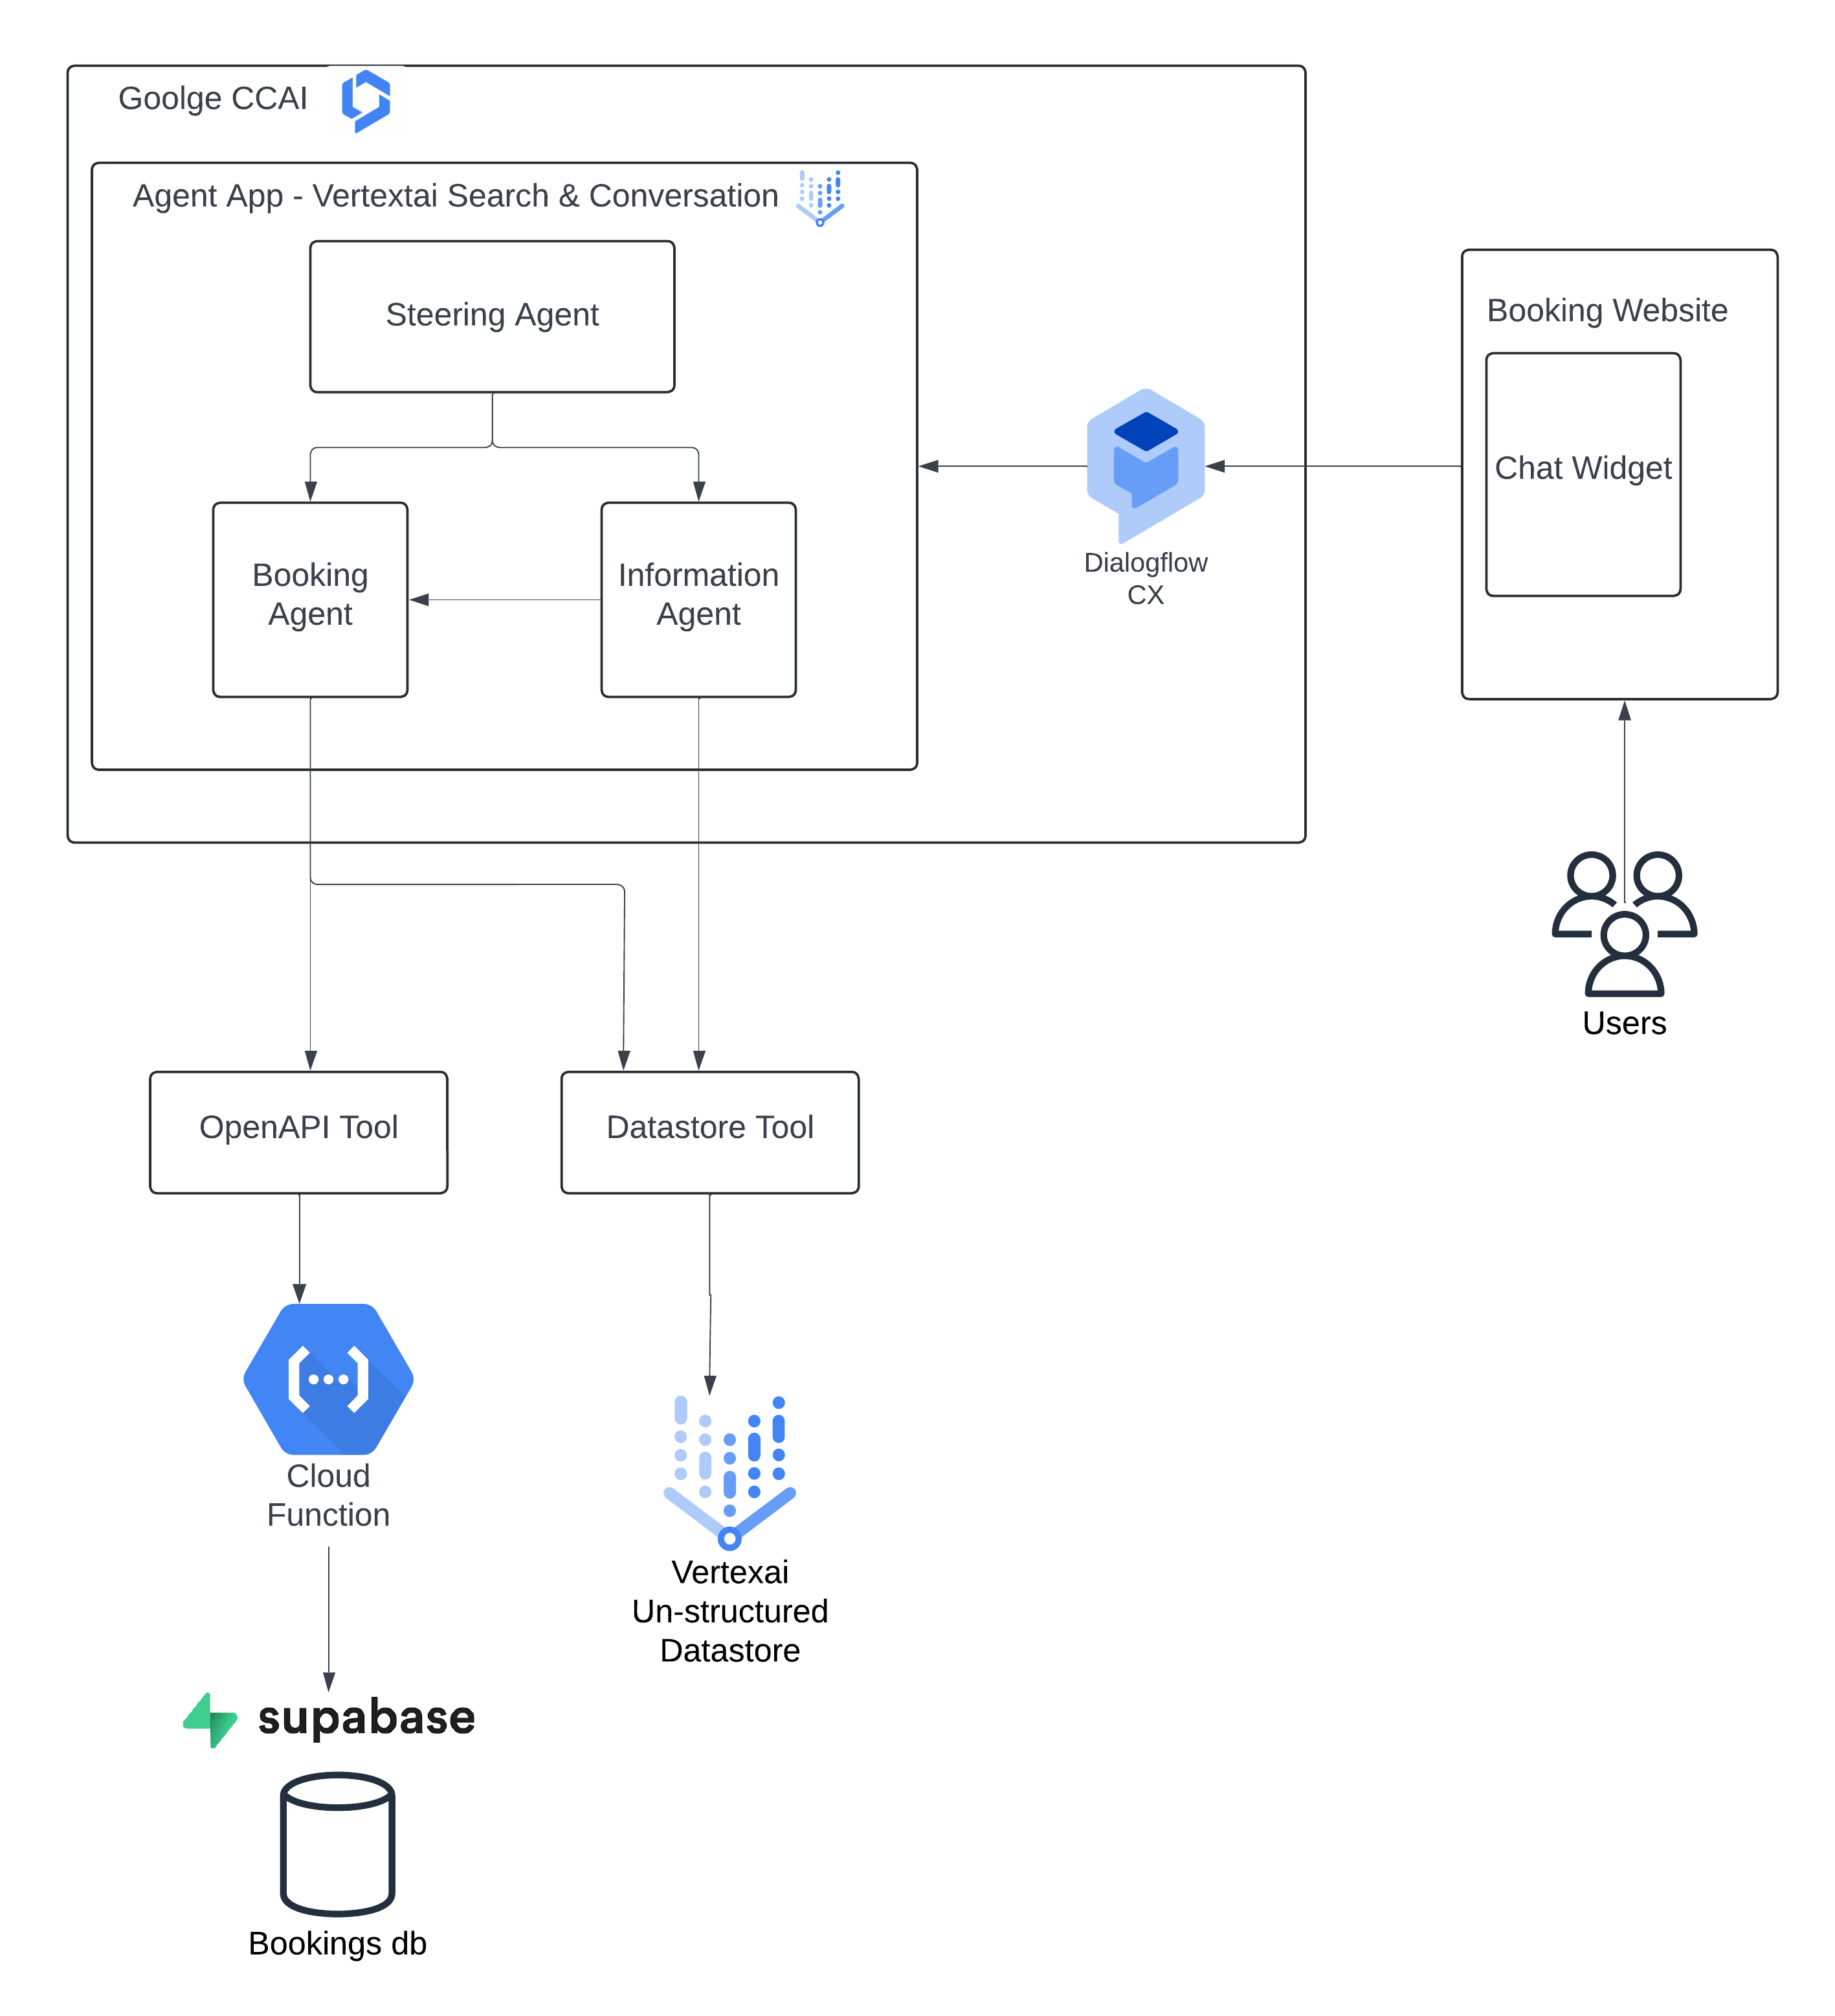 Goolge CCAI
Agent App - Vertextai Search & Conversation
Steering Agent
Booking
Agent
Information
Agent
Dialogflow
CX
Booking Website
Chat Widget
Users
OpenAPI Tool
Datastore Tool
Cloud
Function
Vertexai
Un-structured
Datastore
supabase
Bookings db